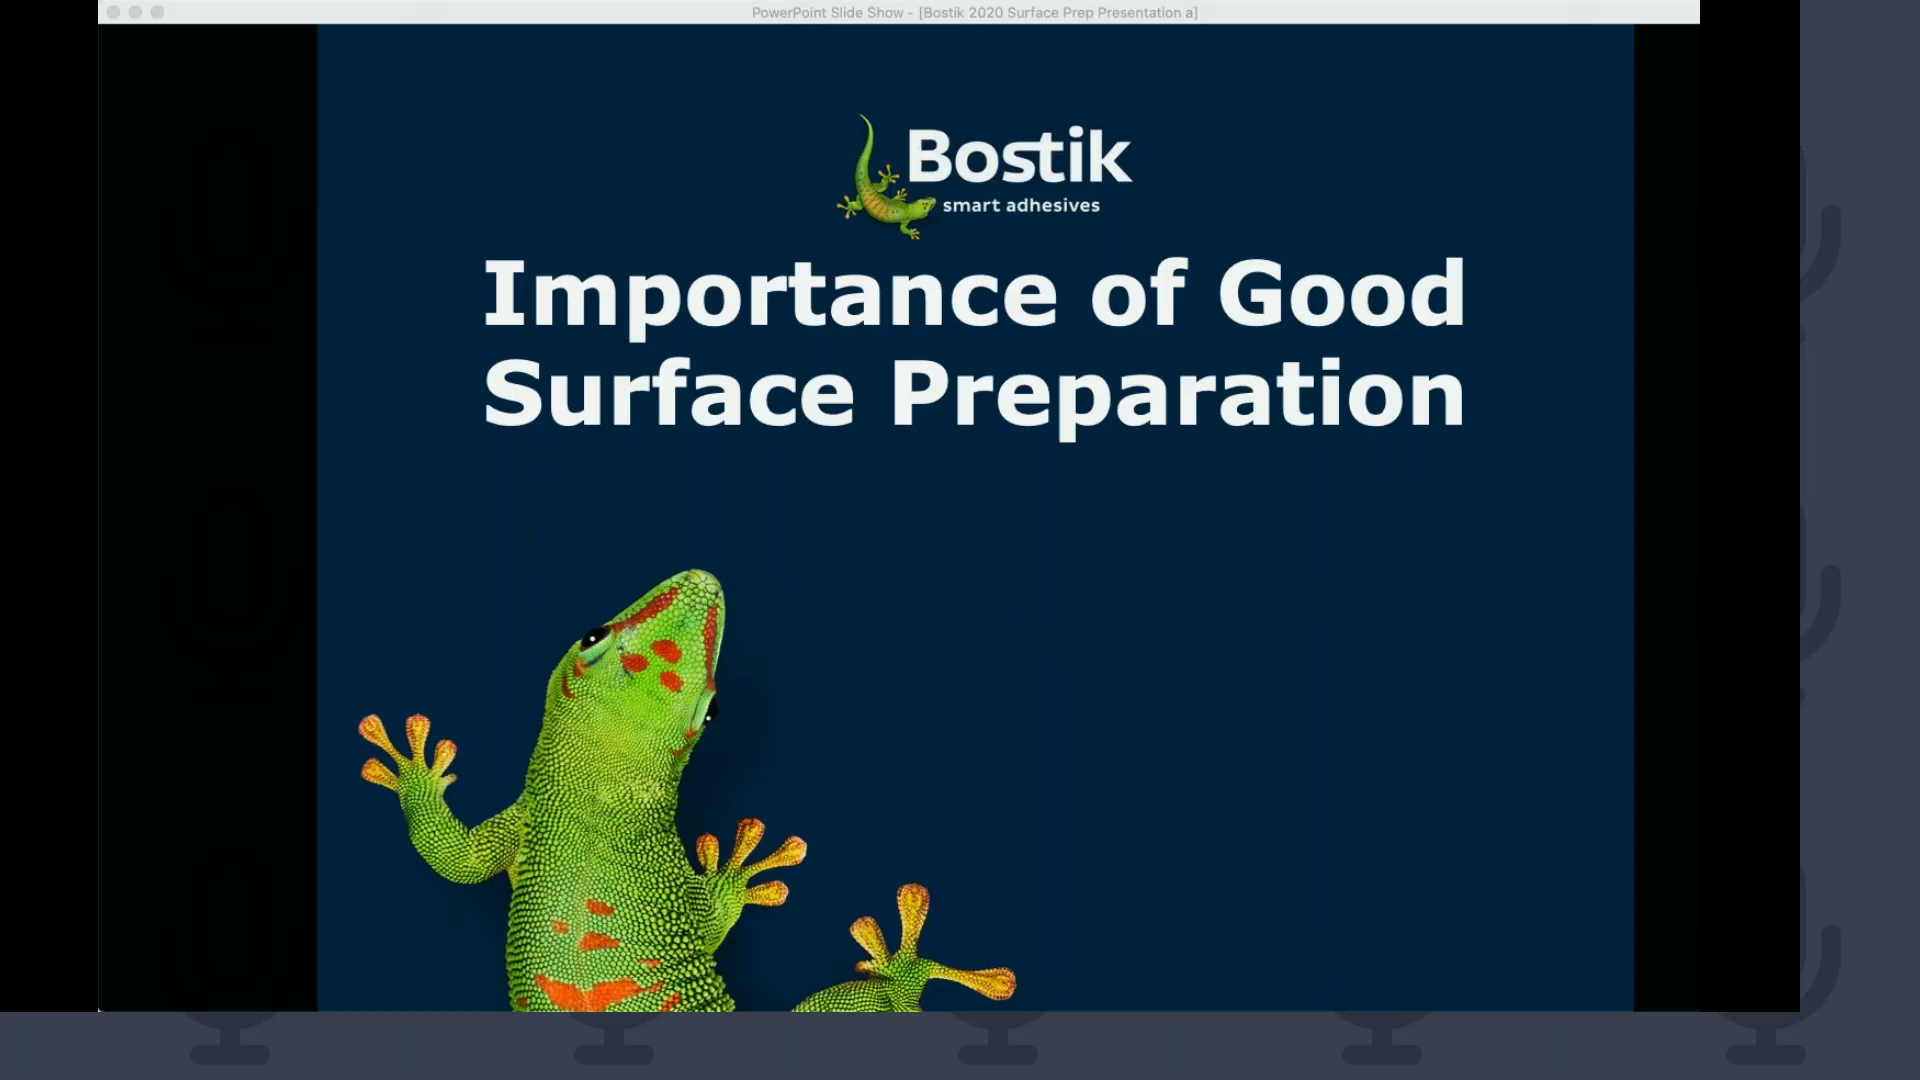 PowerPoint Slide Show - [Bostik 2020 Surface Prep Presentation a]
Bostik
smart adhesives
Importance of Good
Surface Preparation